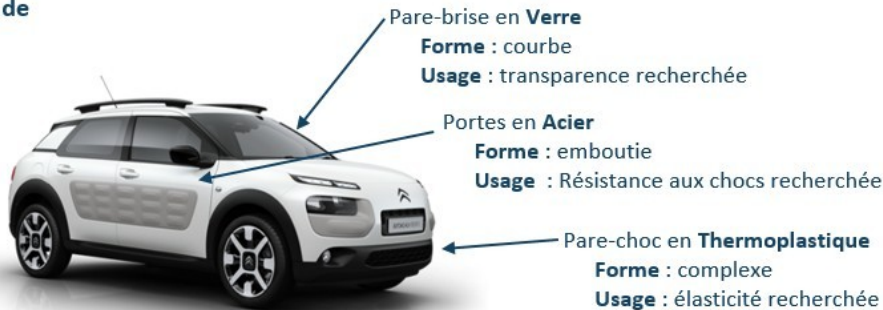 de
Pare-brise en Verre
Forme : courbe
Usage : transparence recherchée
Portes en Acier
Forme : emboutie
Usage : Résistance aux chocs recherchée
Pare-choc en Thermoplastique
Forme : complexe
Usage : élasticité recherchée